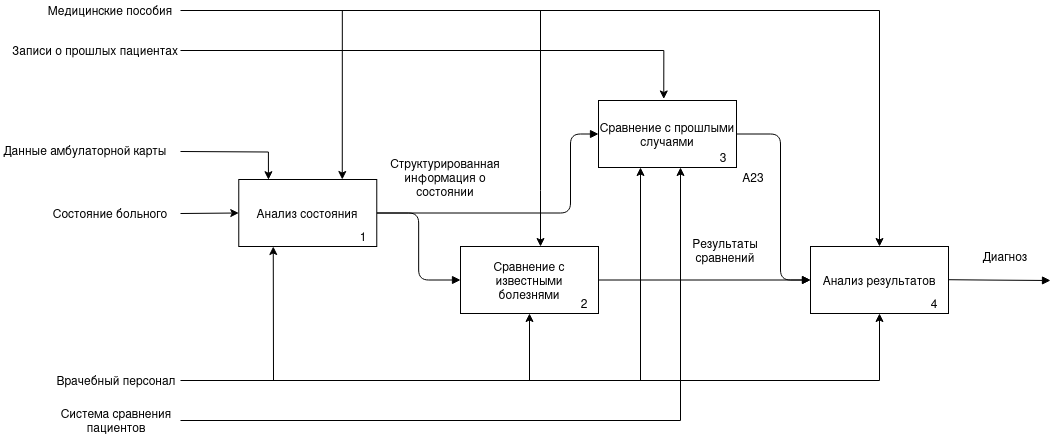 Медицинские пособия
Записи о прошлых пациентах
Сравнение с прошлыми
случаями
3
Данные амбулаторной карты
Структурированная
информация о
состоянии
А23
Состояние больного
Анализ состояния
1
Результаты
сравнений
Диагноз
Сравнение с
известными
болезнями
2
Анализ результатов
4
Врачебный персонал
Система сравнения
пациентов